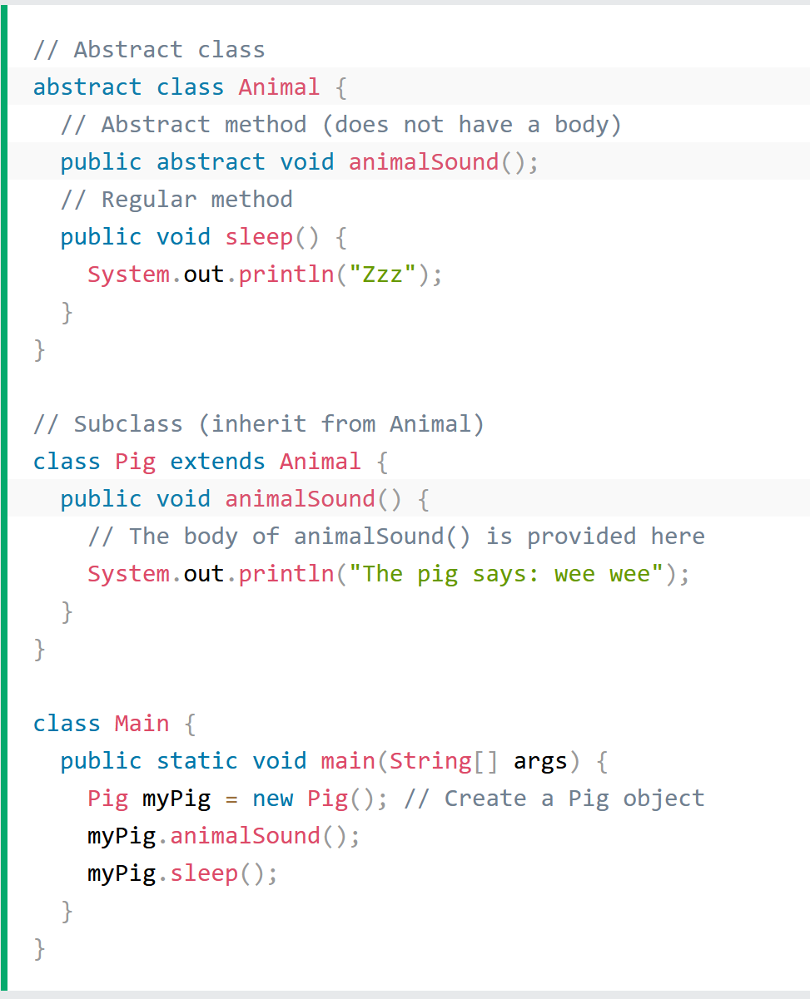 // Abstract class
abstract class Animal {
  // Abstract method (does not have a body)
  public abstract void animalSound();
  // Regular method
  public void sleep() {
    System.out.println("Zzz");
  }
}

// Subclass (inherit from Animal)
class Pig extends Animal {
  public void animalSound() {
    // The body of animalSound() is provided here
    System.out.println("The pig says: wee wee");
  }
}

class Main {
  public static void main(String[] args) {
    Pig myPig = new Pig(); // Create a Pig object
    myPig.animalSound();
    myPig.sleep();
  }
}